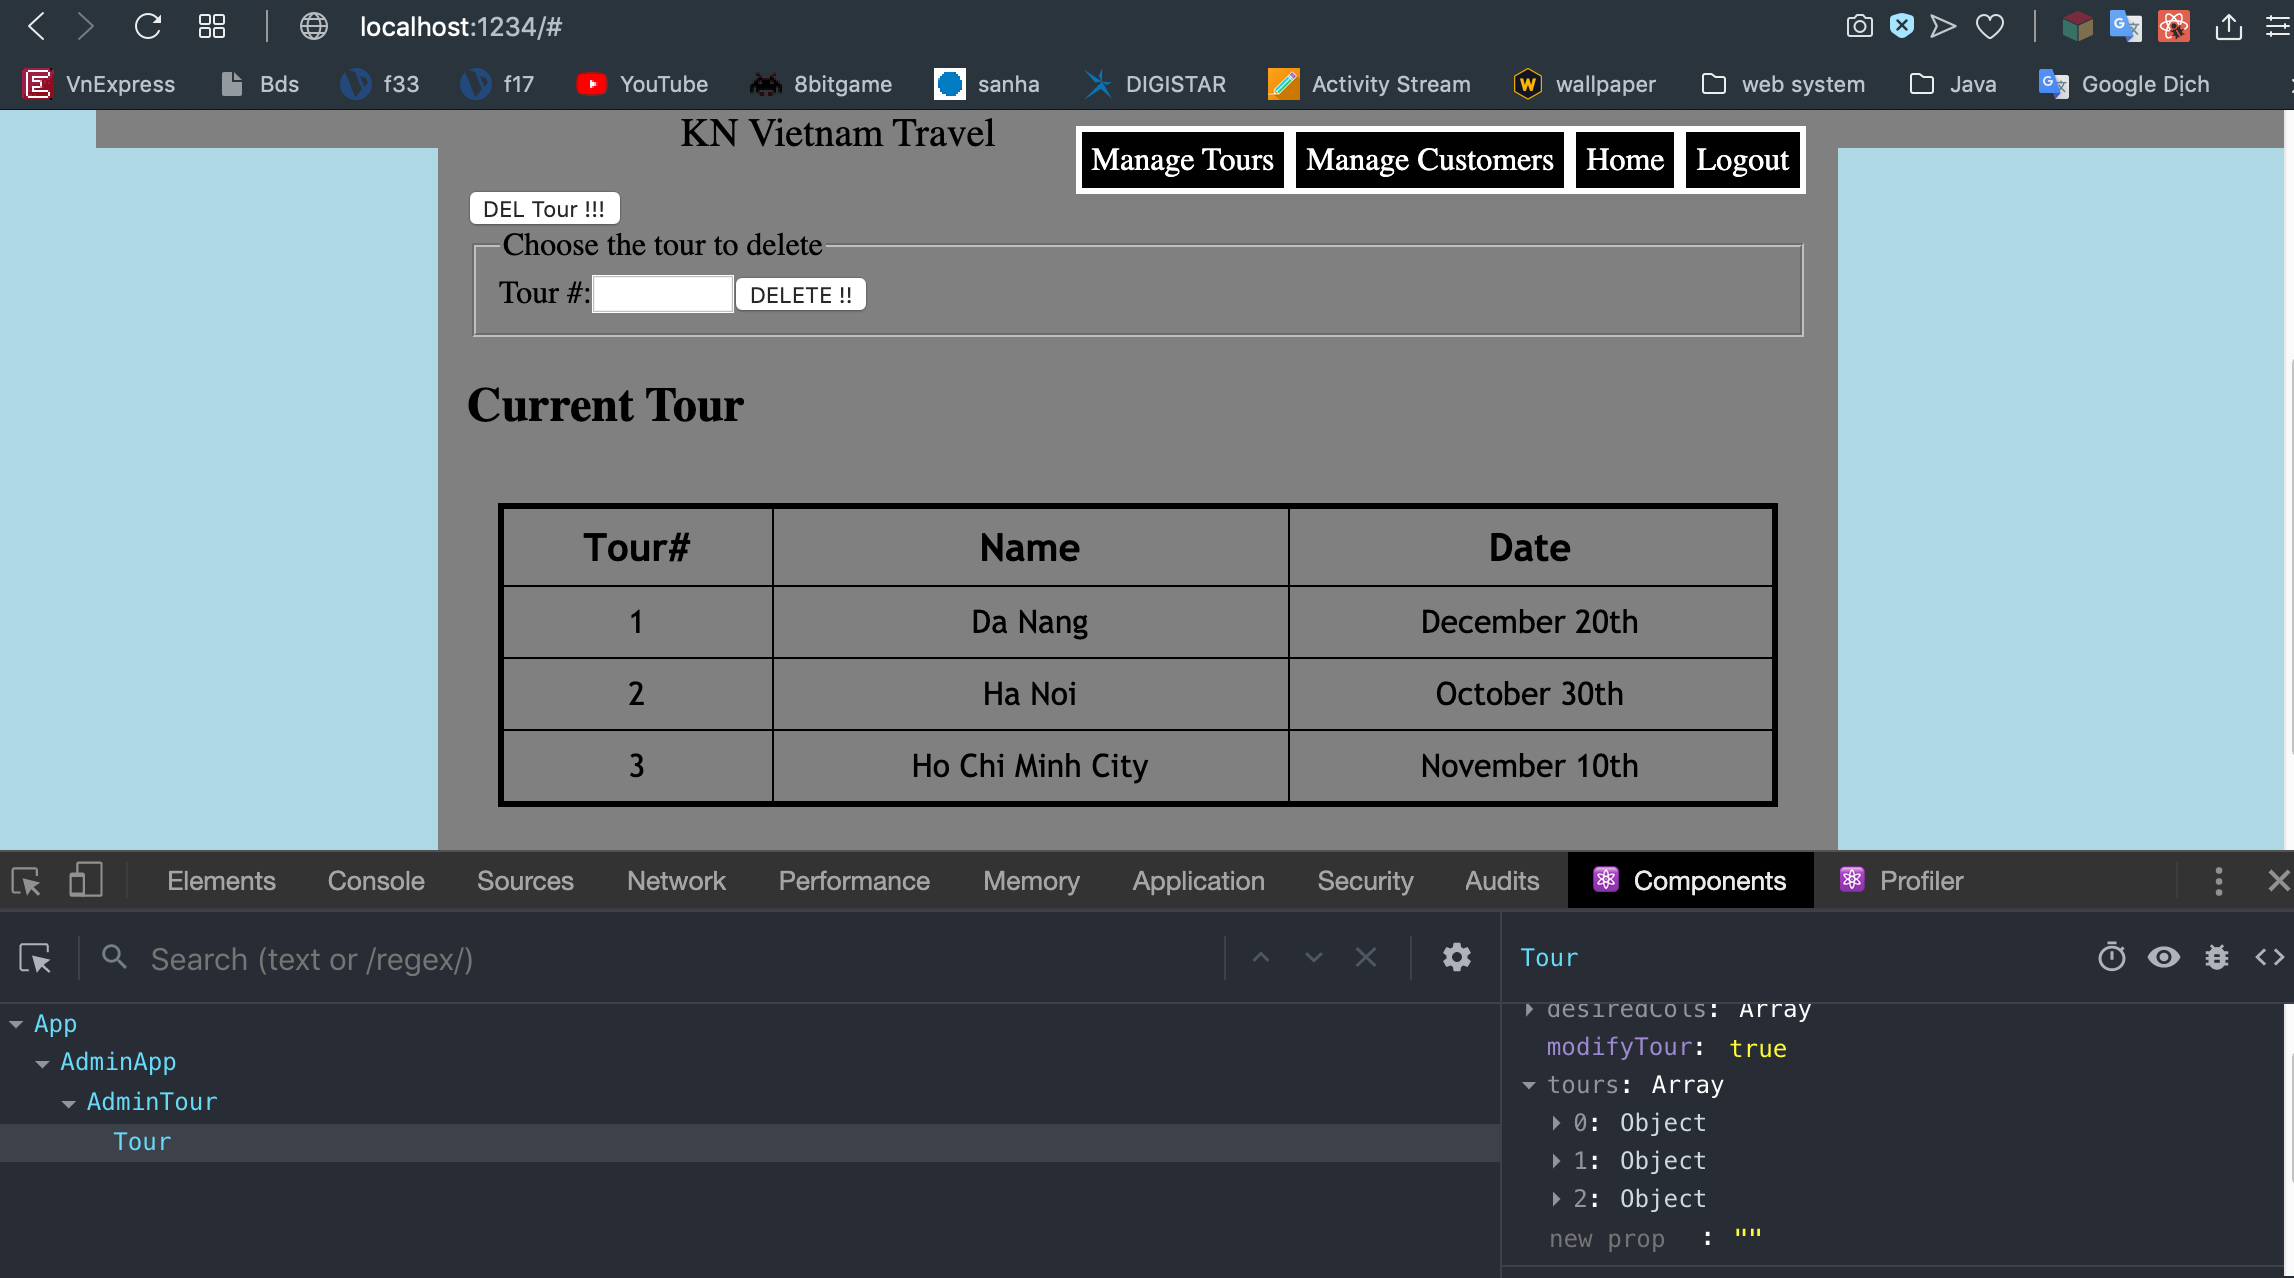 localhost:1234/#
VnExpress Bds f33 f17 YouTube 8bitgame sanha DIGISTAR Activity Stream W wallpaper web system Java Google Dịch
KN Vietnam Travel
Manage Tours Manage Customers Home Logout
DEL Tour !!!
Choose the tour to delete
Tour #: DELETE !!
Current Tour
Tour# Name Date
1 Da Nang December 20th
2 Ha Noi October 30th
3 Ho Chi Minh City November 10th
Elements Console Sources Network Performance Memory Application Security Audits Components Profiler
Search (text or /regex/)
Tour
App
AdminApp
AdminTour
Tour
desiredCols: Array
modifyTour: true
tours: Array
0: Object
1: Object
2: Object
new prop : ""